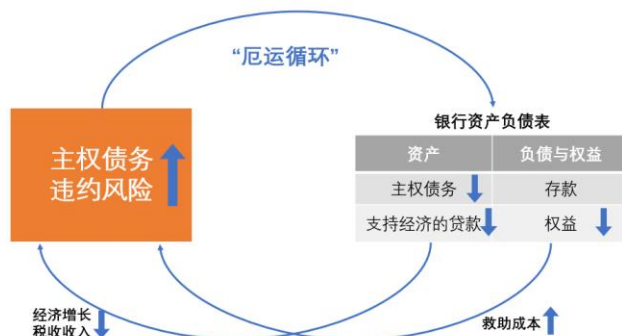 “厄运循环”
银行资产负债表
主权债务
违约风险
资产 负债与权益
主权债务 存款
支持经济的贷款 权益
经济增长
税收收入
救助成本